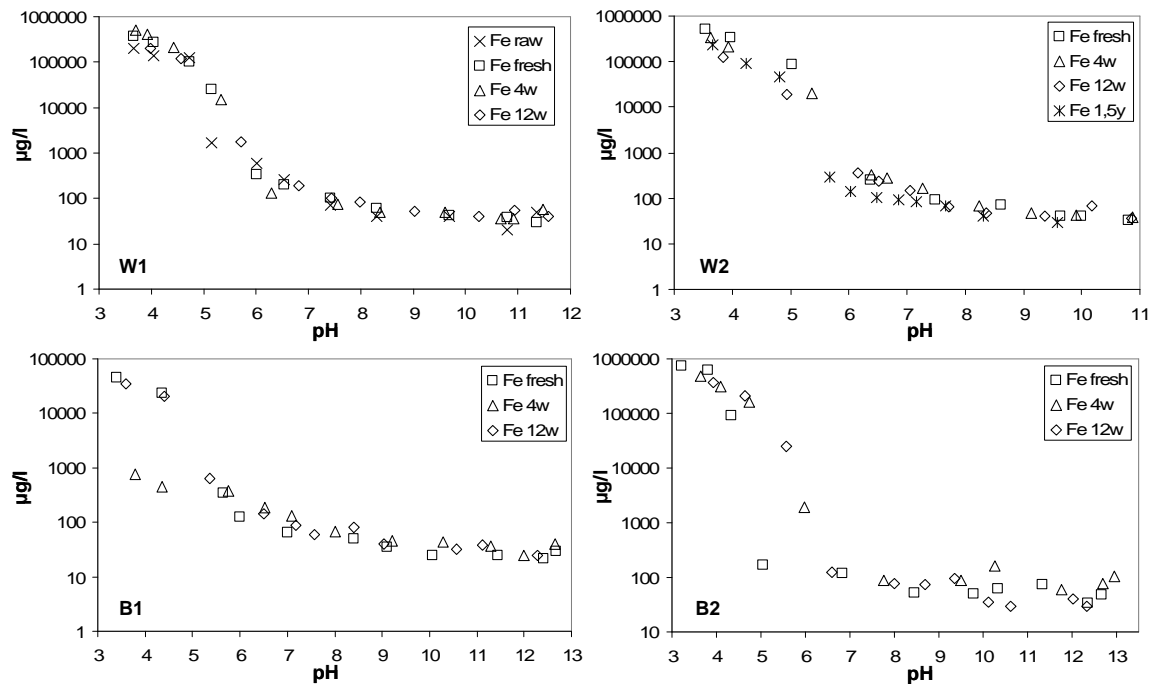 1000000
100000
10000
1000
100
10
1
µg/l
3 4 5 6 7 8 9 10 11 12
pH
W1
Fe raw
Fe fresh
Fe 4w
Fe 12w
1000000
100000
10000
1000
100
10
1
µg/l
3 4 5 6 7 8 9 10 11
pH
W2
Fe fresh
Fe 4w
Fe 12w
Fe 1,5y
100000
10000
1000
100
10
1
µg/l
3 4 5 6 7 8 9 10 11 12 13
pH
B1
Fe fresh
Fe 4w
Fe 12w
1000000
100000
10000
1000
100
10
µg/l
3 4 5 6 7 8 9 10 11 12 13
pH
B2
Fe fresh
Fe 4w
Fe 12w